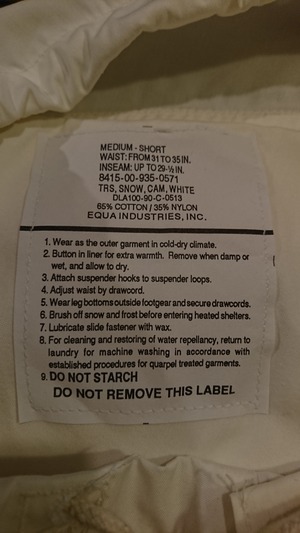 MEDIUM - SHORT
WAIST: FROM 31 TO 35 IN.
INSEAM: UP TO 29-½ IN.
8415-00-935-0571
TRS, SNOW, CAM, WHITE
DLA100-90-C-0513
65% COTTON / 35% NYLON
EQUA INDUSTRIES, INC.
1. Wear as the outer garment in cold-dry climate.
2. Button in liner for extra warmth. Remove when damp or
wet, and allow to dry.
3. Attach suspender hooks to suspender loops.
4. Adjust waist by drawcord.
5. Wear leg bottoms outside footgear and secure drawcords.
6. Brush off snow and frost before entering heated shelters.
7. Lubricate slide fastener with wax.
8. For cleaning and restoring of water repellancy, return to
laundry for machine washing in accordance with
established procedures for quarpel treated garments.
9. DO NOT STARCH
DO NOT REMOVE THIS LABEL